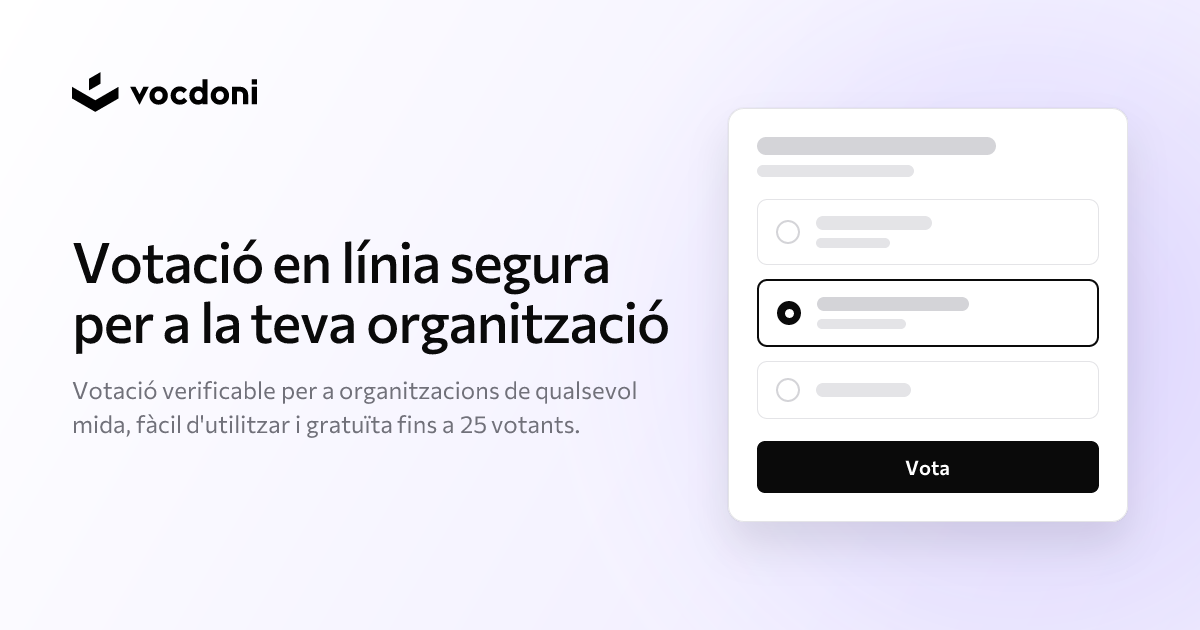 vocdoni
Votació en línia segura
per a la teva organització
Votació verificable per a organitzacions de qualsevol
mida, fàcil d'utilitzar i gratuïta fins a 25 votants.
Vota